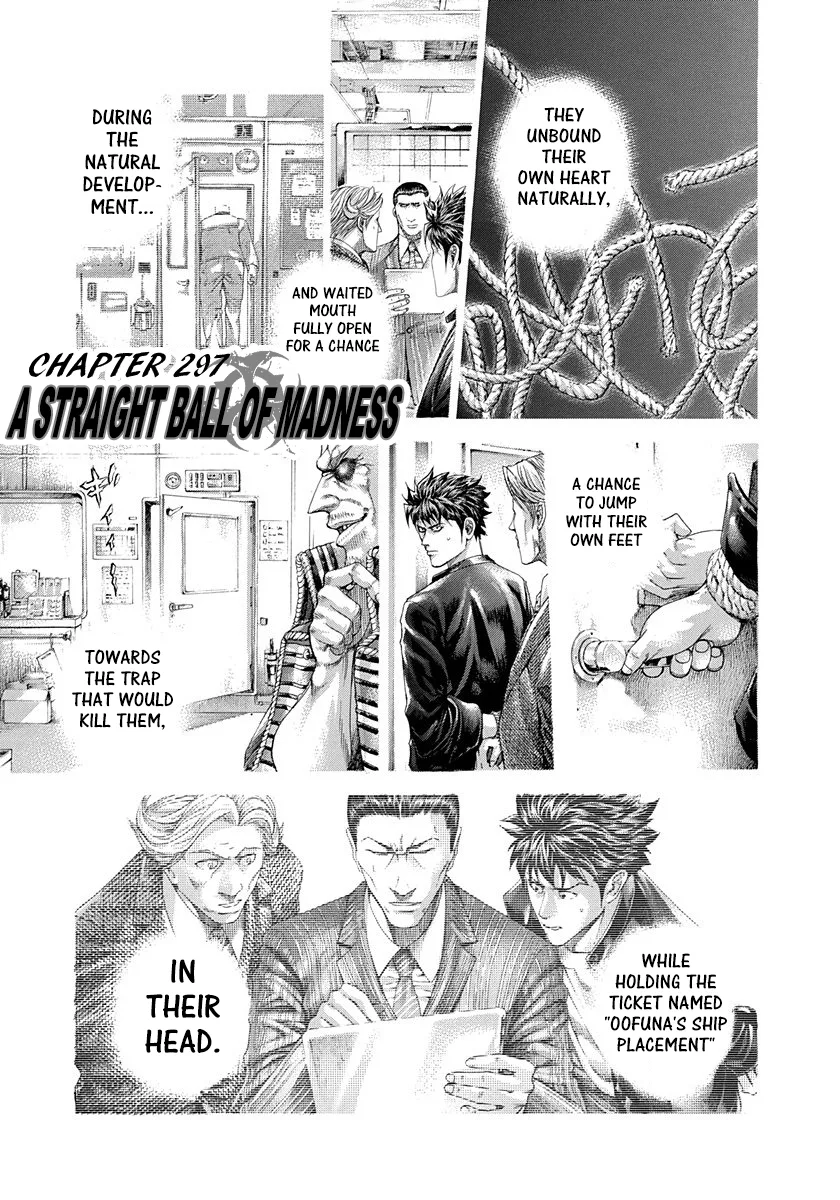 THEY
UNBOUND
THEIR
OWN HEART
NATURALLY,
DURING
THE
NATURAL
DEVELOP-
MENT...
AND WAITED
MOUTH
FULLY OPEN
FOR A CHANCE
CHAPTER 297
A STRAIGHT BALL OF MADNESS
A CHANCE
TO JUMP
WITH THEIR
OWN FEET
TOWARDS
THE TRAP
THAT WOULD
KILL THEM,
WHILE
HOLDING THE
TICKET NAMED
"OOFUNA'S SHIP
PLACEMENT"
IN
THEIR
HEAD.